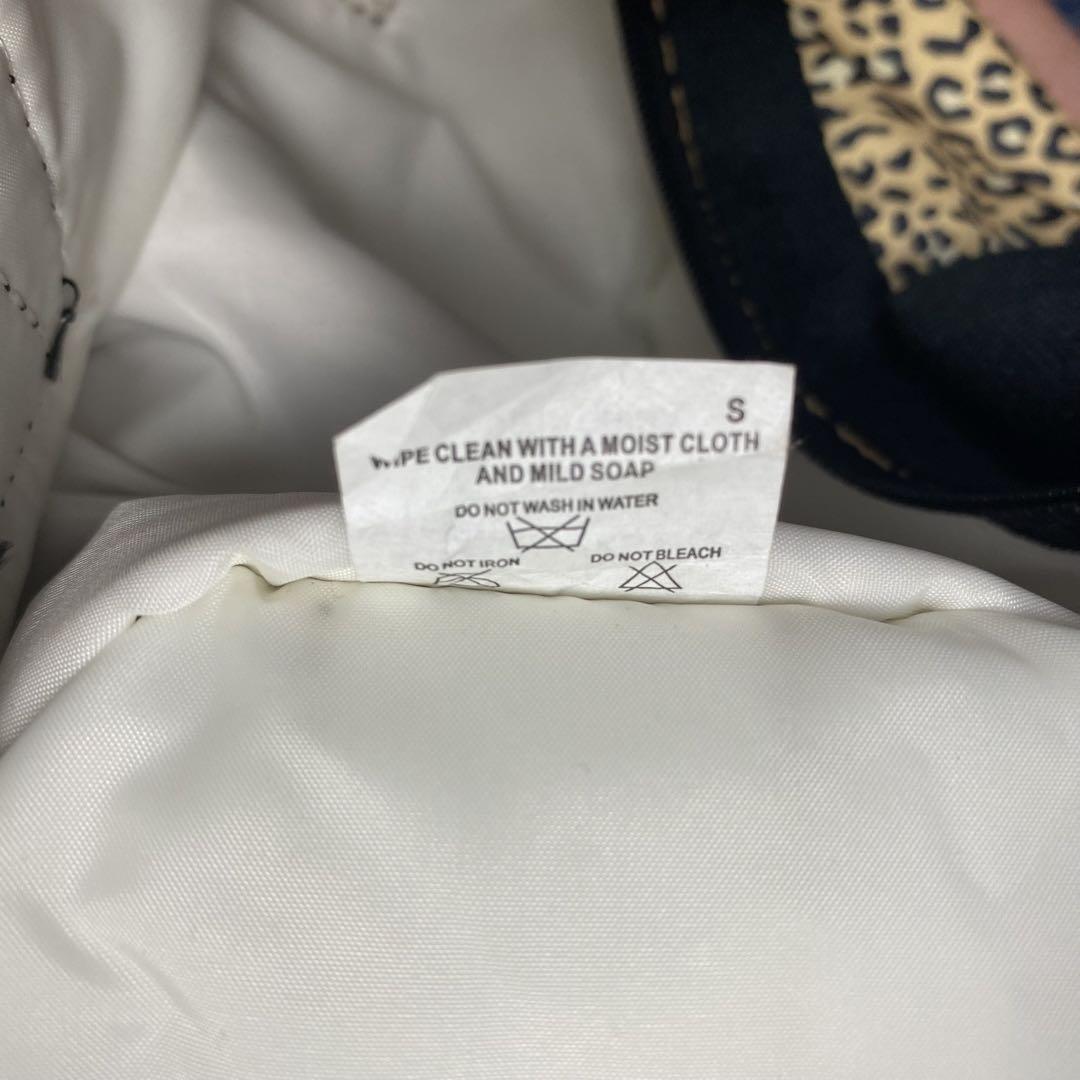 S
WIPE CLEAN WITH A MOIST CLOTH
AND MILD SOAP
DO NOT WASH IN WATER
DO NOT IRON
DO NOT BLEACH